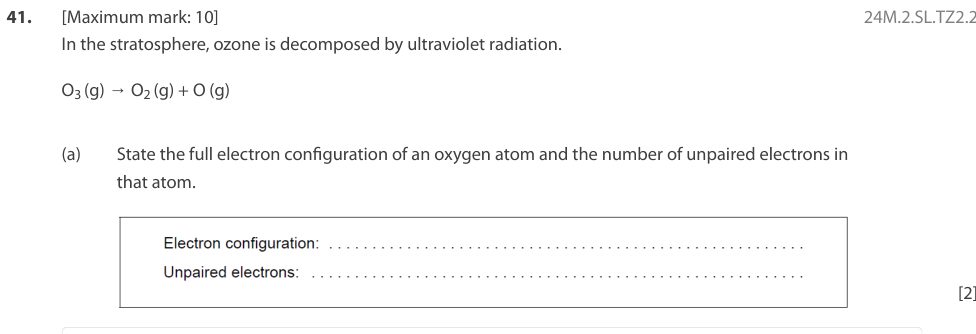 41. [Maximum mark: 10] 24M.2.SL.TZ2.2
In the stratosphere, ozone is decomposed by ultraviolet radiation.
O₃ (g) → O₂ (g) + O (g)
(a) State the full electron configuration of an oxygen atom and the number of unpaired electrons in
that atom.
Electron configuration: ........................................................
Unpaired electrons: ..........................................................
[2]